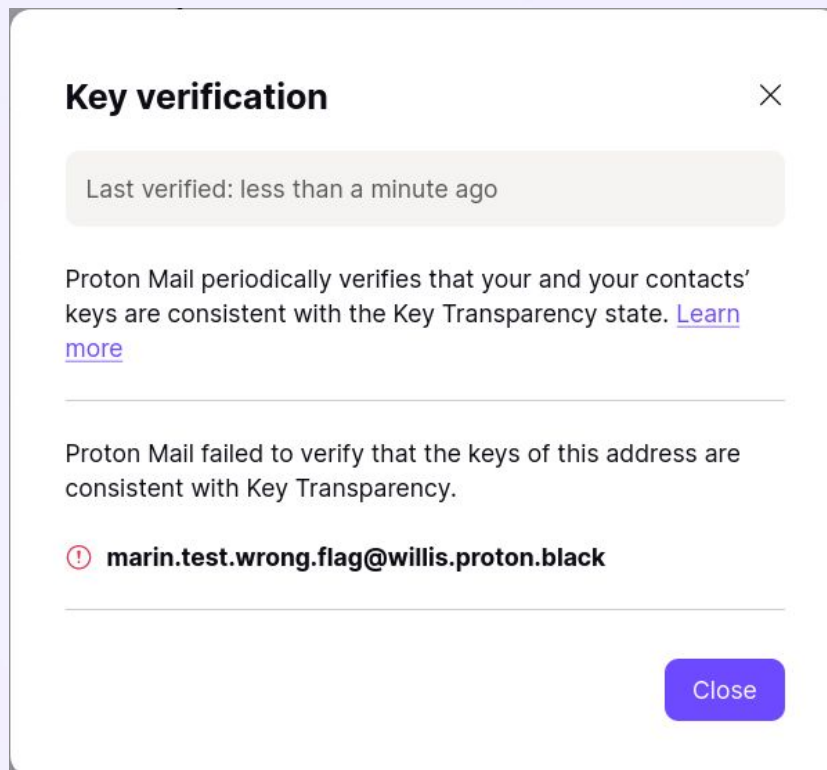 Key verification
Last verified: less than a minute ago
Proton Mail periodically verifies that your and your contacts’
keys are consistent with the Key Transparency state. Learn
more
Proton Mail failed to verify that the keys of this address are
consistent with Key Transparency.
marin.test.wrong.flag@willis.proton.black
Close